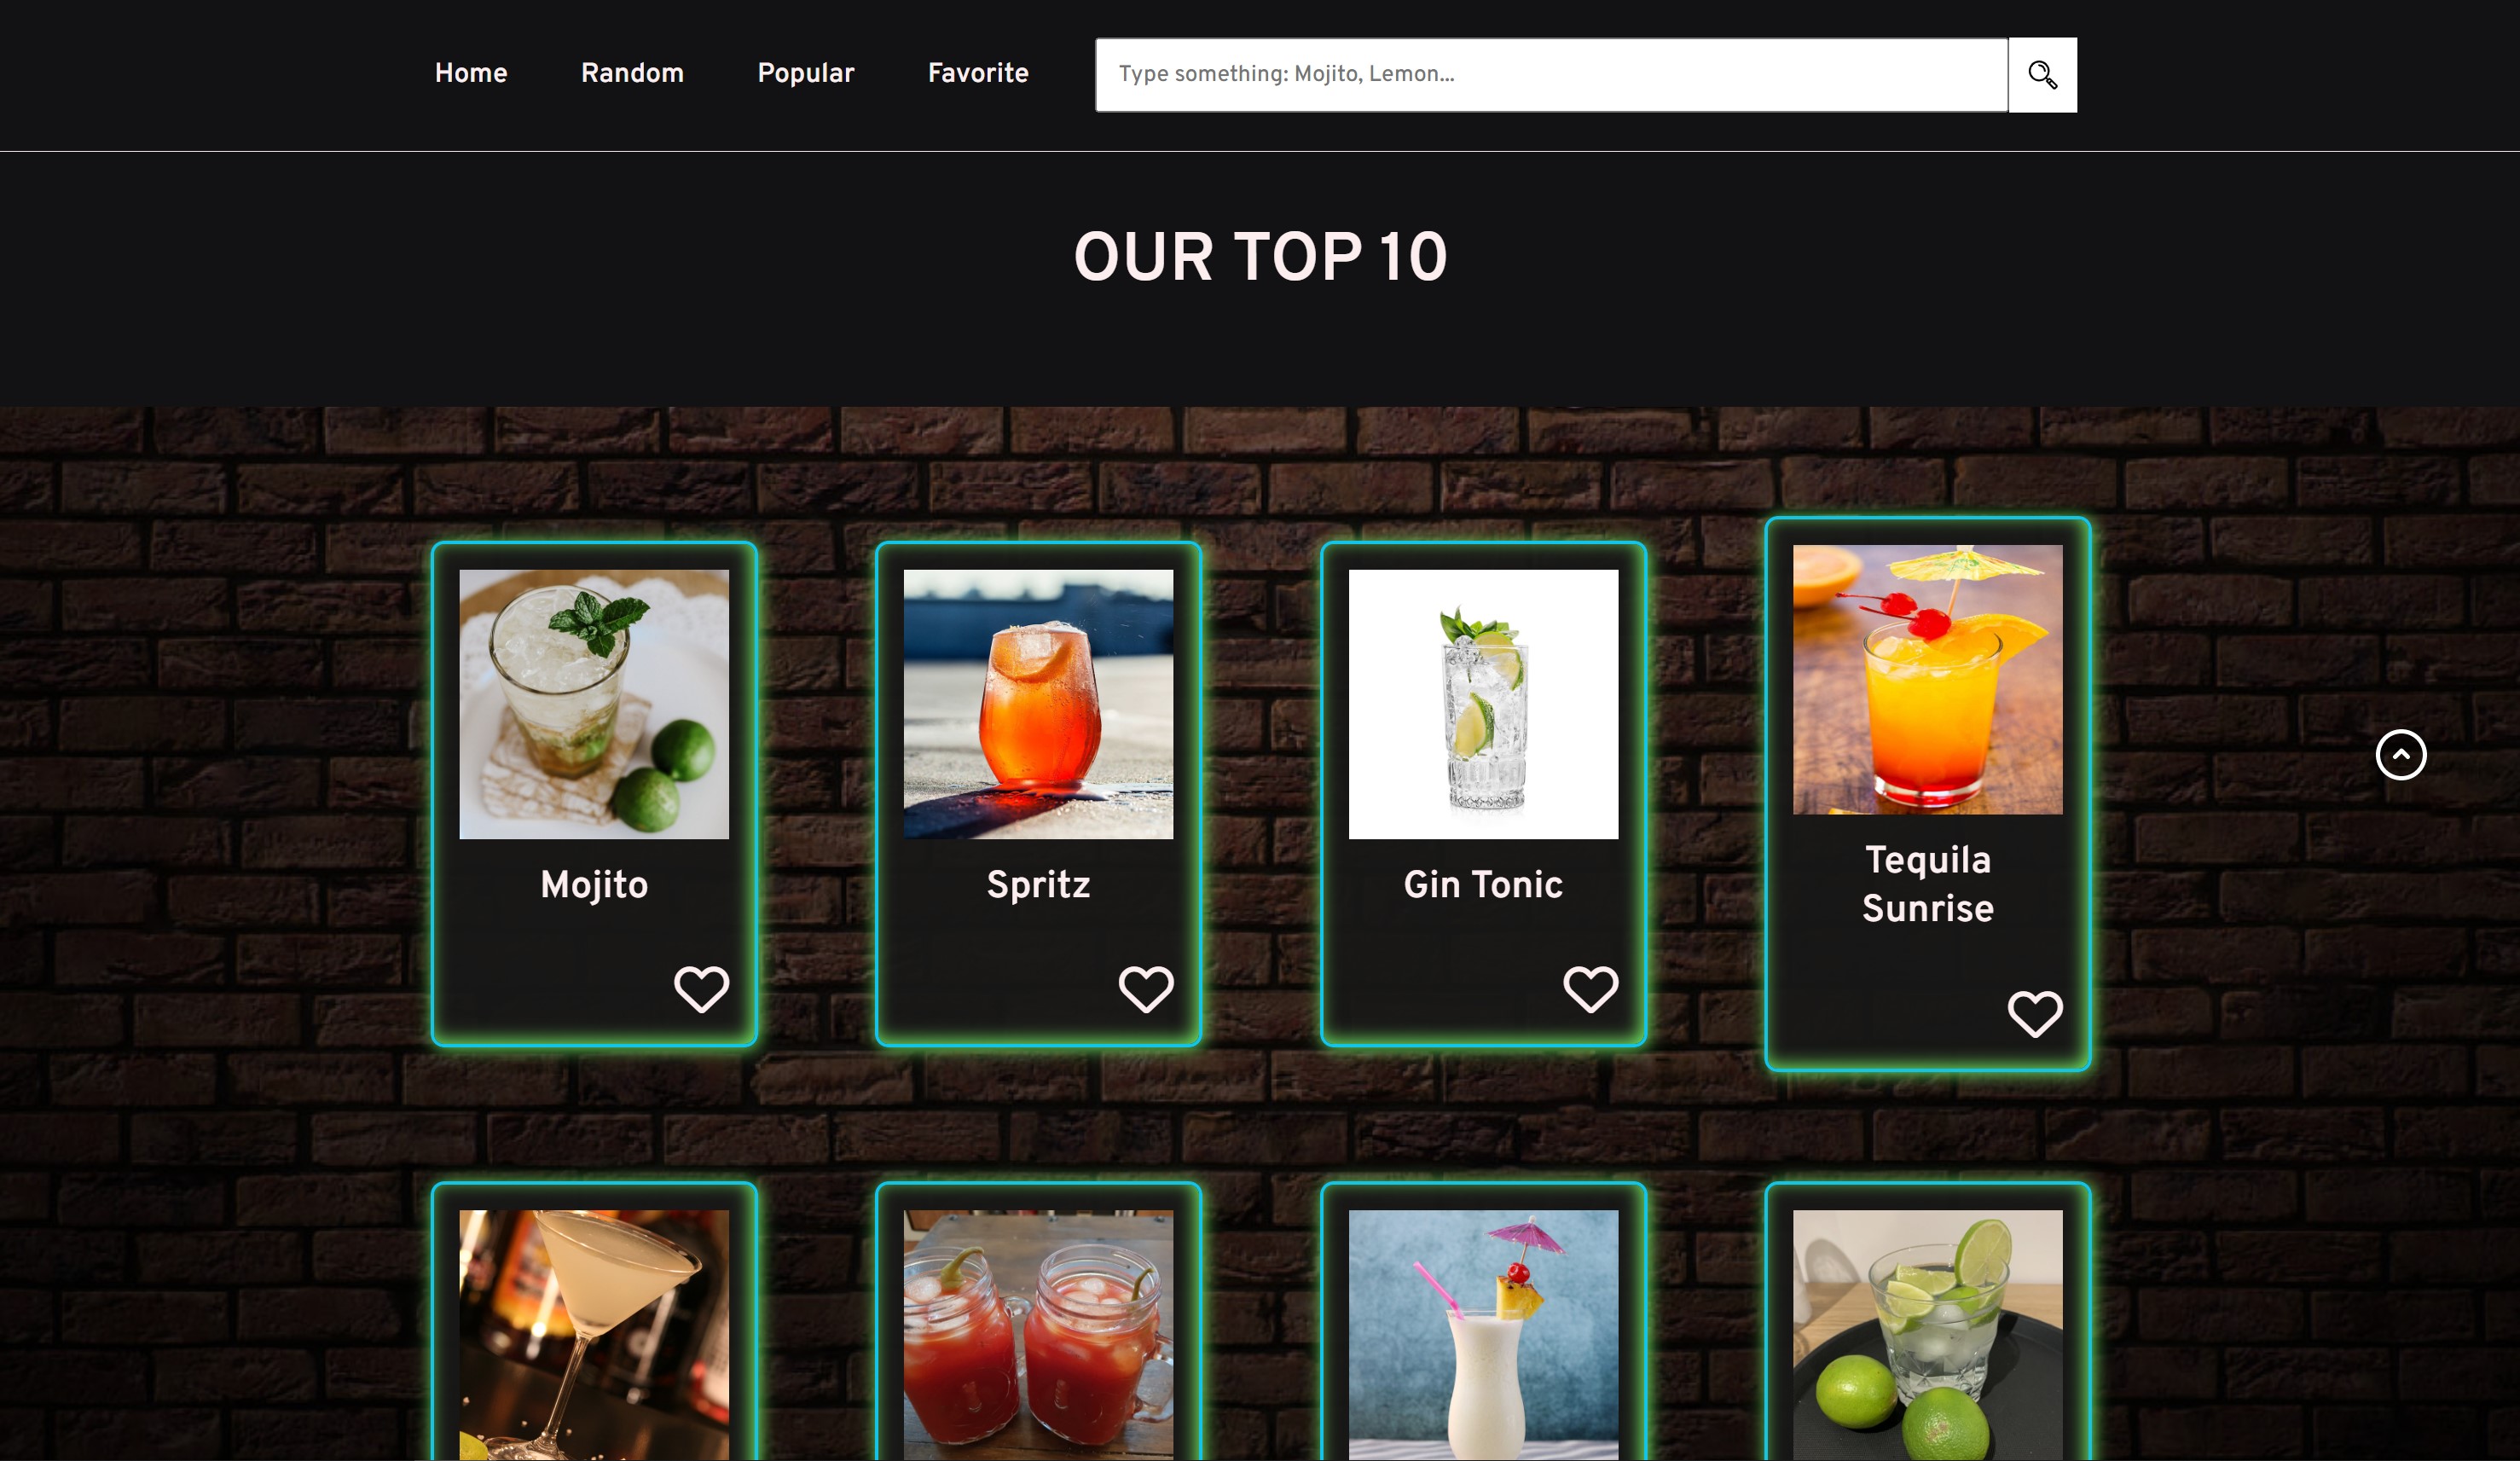 Home Random Popular Favorite Type something: Mojito, Lemon...
OUR TOP 10
Mojito
Spritz
Gin Tonic
Tequila
Sunrise